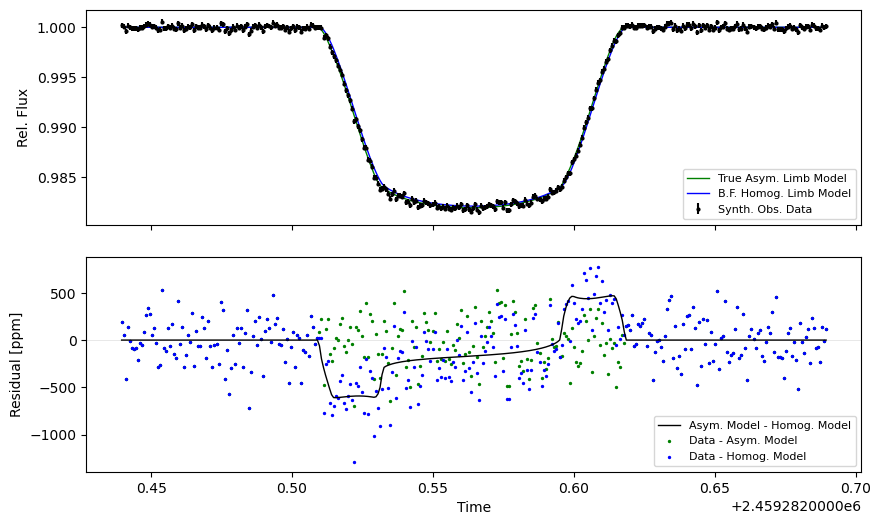 1.000
0.995
0.990
0.985
Rel. Flux
True Asym. Limb Model
B.F. Homog. Limb Model
Synth. Obs. Data
500
0
−500
−1000
Residual [ppm]
Asym. Model - Homog. Model
Data - Asym. Model
Data - Homog. Model
0.45 0.50 0.55 0.60 0.65 0.70
Time
+2.4592820000e6